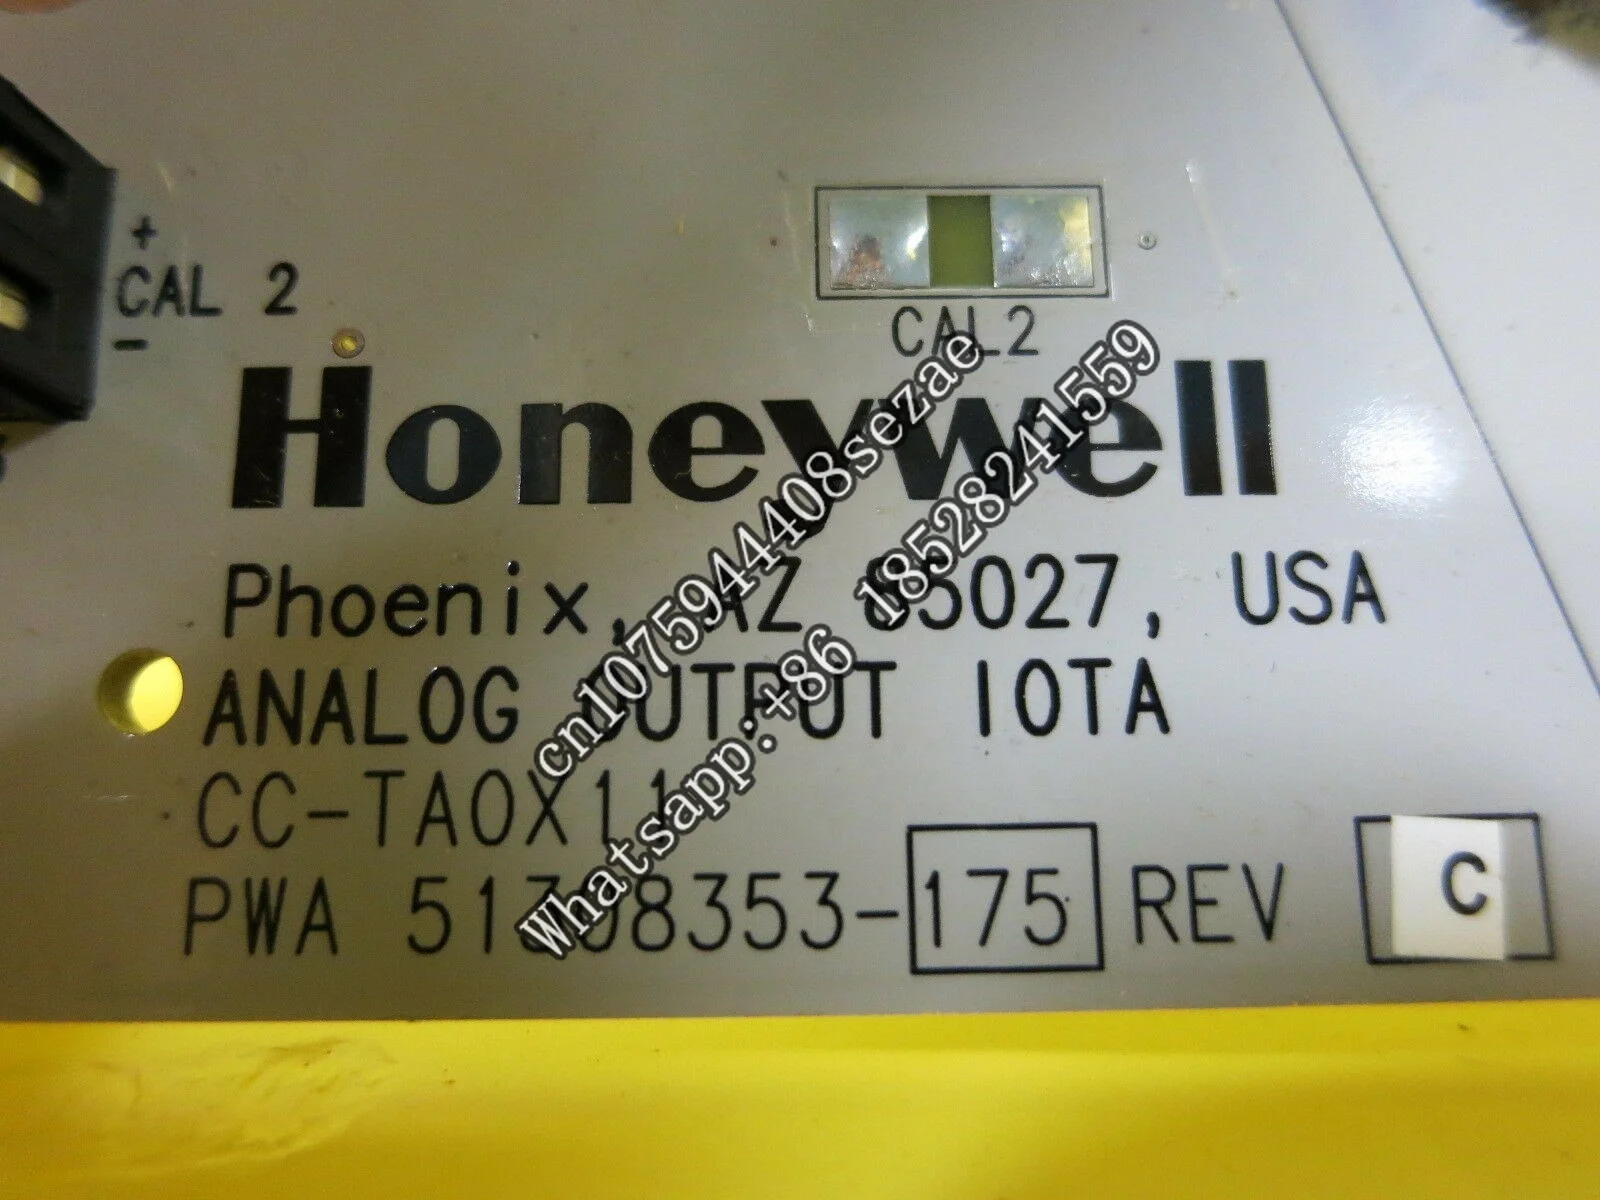 +
CAL 2
-
CAL2
Honeywell
Phoenix, AZ 85027, USA
ANALOG OUTPUT IOTA
CC-TAOX11
PWA 51308353-175 REV C
cn1075944408sezae
Whatsapp:+86 18528241559